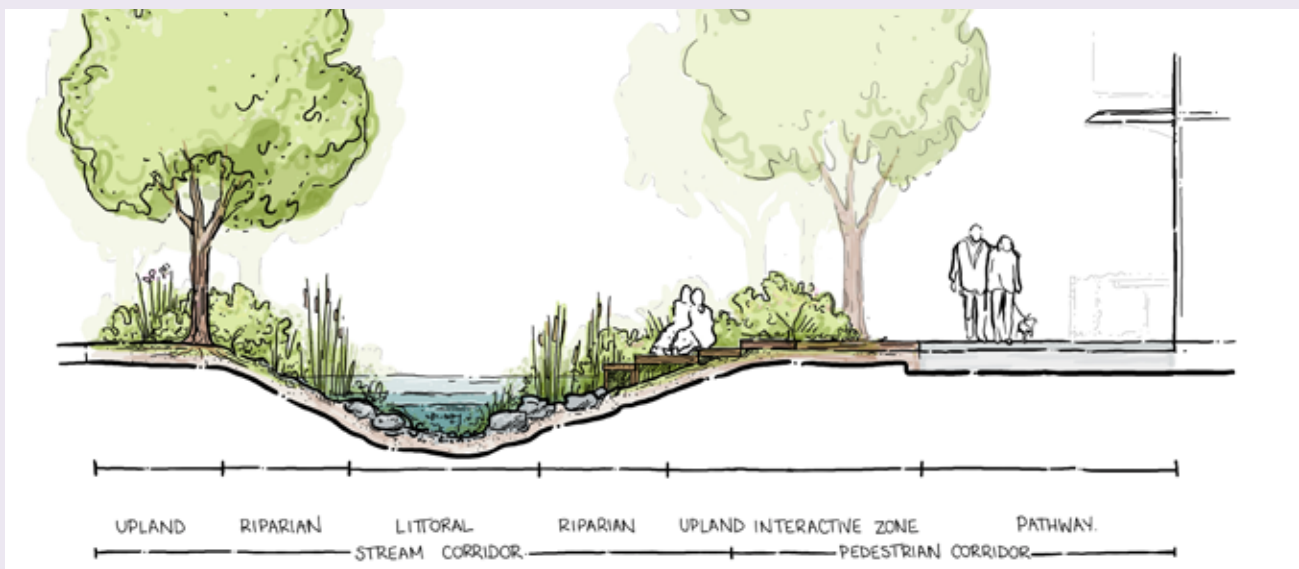 UPLAND RIPARIAN LITTORAL RIPARIAN UPLAND INTERACTIVE ZONE PATHWAY.
STREAM CORRIDOR PEDESTRIAN CORRIDOR